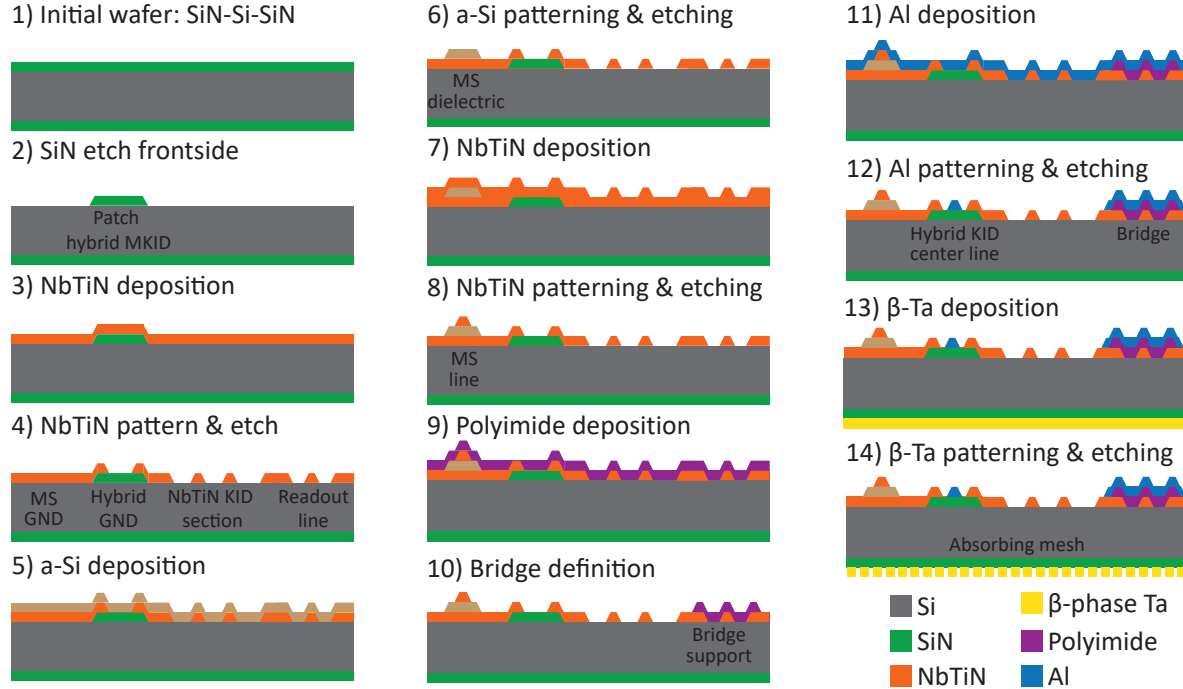 1) Initial wafer: SiN-Si-SiN
2) SiN etch frontside
Patch
hybrid MKID
3) NbTiN deposition
4) NbTiN pattern & etch
MS
GND
Hybrid
GND
NbTiN KID
section
Readout
line
5) a-Si deposition
6) a-Si patterning & etching
MS
dielectric
7) NbTiN deposition
8) NbTiN patterning & etching
MS
line
9) Polyimide deposition
10) Bridge definition
Bridge
support
11) Al deposition
12) Al patterning & etching
Hybrid KID
center line
Bridge
13) β-Ta deposition
14) β-Ta patterning & etching
Absorbing mesh
Si
SiN
NbTiN
β-phase Ta
Polyimide
Al